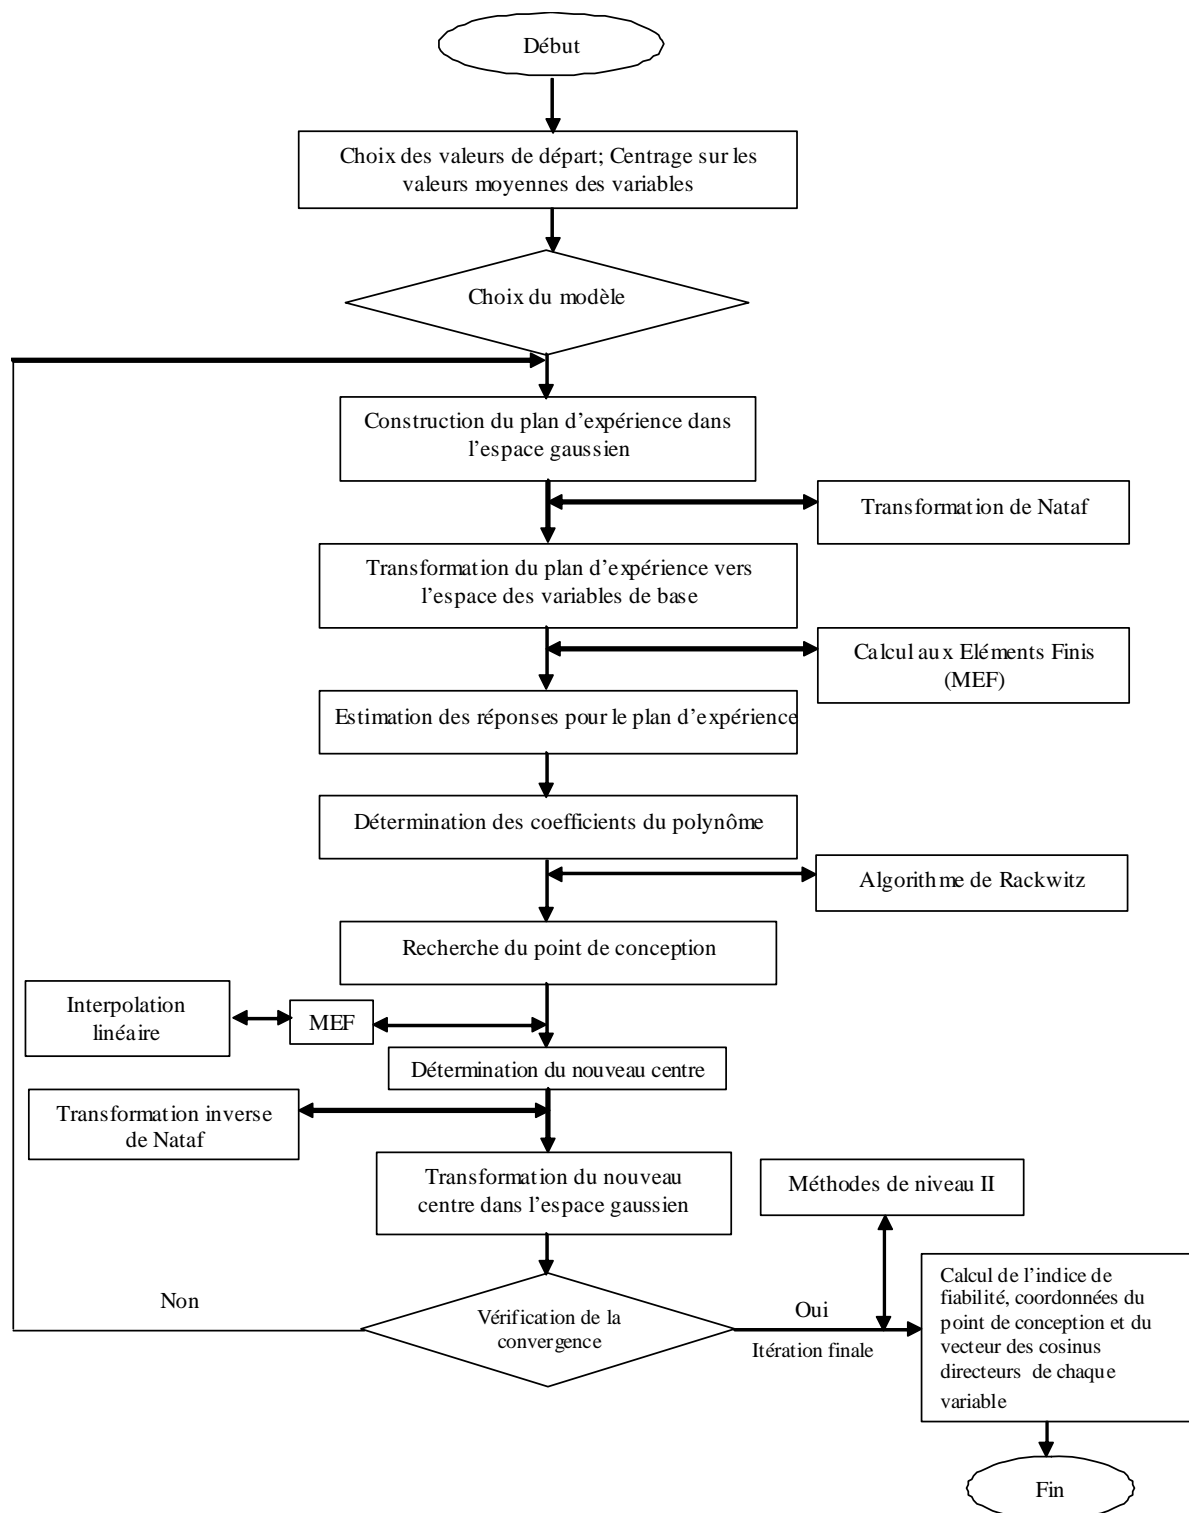 Début
Choix des valeurs de départ; Centrage sur les
valeurs moyennes des variables
Choix du modèle
Construction du plan d’expérience dans
l’espace gaussien
Transformation de Nataf
Transformation du plan d’expérience vers
l’espace des variables de base
Calcul aux Eléments Finis
(MEF)
Estimation des réponses pour le plan d’expérience
Détermination des coefficients du polynôme
Algorithme de Rackwitz
Recherche du point de conception
Interpolation
linéaire
MEF
Détermination du nouveau centre
Transformation inverse
de Nataf
Transformation du nouveau
centre dans l’espace gaussien
Méthodes de niveau II
Non
Vérification de la
convergence
Oui
Itération finale
Calcul de l’indice de
fiabilité, coordonnées du
point de conception et du
vecteur des cosinus
directeurs de chaque
variable
Fin